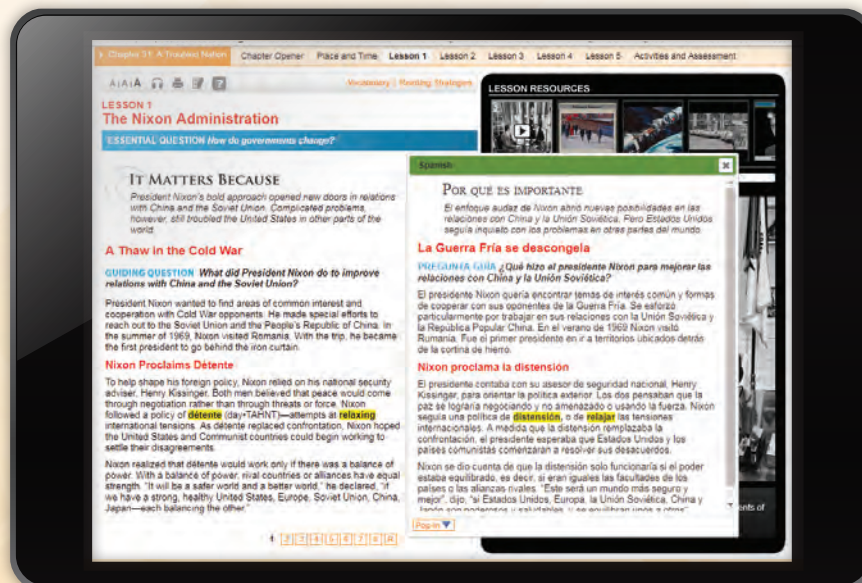 Chapter 31: A Troubled Nation
Chapter Opener
Place and Time
Lesson 1
Lesson 2
Lesson 3
Lesson 4
Lesson 5
Activities and Assessment
A|A|A
?
Vocabulary | Reading Strategies
LESSON 1
The Nixon Administration
ESSENTIAL QUESTION How do governments change?
IT MATTERS BECAUSE
President Nixon's bold approach opened new doors in relations
with China and the Soviet Union. Complicated problems,
however, still troubled the United States in other parts of the
world.
A Thaw in the Cold War
GUIDING QUESTION What did President Nixon do to improve
relations with China and the Soviet Union?
President Nixon wanted to find areas of common interest and
cooperation with Cold War opponents. He made special efforts to
reach out to the Soviet Union and the People's Republic of China. In
the summer of 1969, Nixon visited Romania. With the trip, he became
the first president to go behind the iron curtain.
Nixon Proclaims Détente
To help shape his foreign policy, Nixon relied on his national security
adviser, Henry Kissinger. Both men believed that peace would come
through negotiation rather than through threats or force. Nixon
followed a policy of détente (day•TAHNT)—attempts at relaxing
international tensions. As détente replaced confrontation, Nixon hoped
the United States and Communist countries could begin working to
settle their disagreements.
Nixon realized that détente would work only if there was a balance of
power. With a balance of power, rival countries or alliances have equal
strength. "It will be a safer world and a better world," he declared, "if
we have a strong, healthy United States, Europe, Soviet Union, China,
Japan—each balancing the other."
1 2 3 4 5 6 7 8
LESSON RESOURCES
Spanish
POR QUÉ ES IMPORTANTE
El enfoque audaz de Nixon abrió nuevas posibilidades en las
relaciones con China y la Unión Soviética. Pero Estados Unidos
seguía inquieto con los problemas en otras partes del mundo.
La Guerra Fría se descongela
PREGUNTA GUÍA ¿Qué hizo el presidente Nixon para mejorar las
relaciones con China y la Unión Soviética?
El presidente Nixon quería encontrar temas de interés común y formas
de cooperar con sus oponentes de la Guerra Fría. Se esforzó
particularmente por trabajar en sus relaciones con la Unión Soviética y
la República Popular China. En el verano de 1969 Nixon visitó
Rumania. Fue el primer presidente en ir a territorios ubicados detrás
de la cortina de hierro.
Nixon proclama la distensión
El presidente contaba con su asesor de seguridad nacional, Henry
Kissinger, para orientar la política exterior. Los dos pensaban que la
paz se lograría negociando y no amenazado o usando la fuerza. Nixon
seguía una política de distensión, o de relajar las tensiones
internacionales. A medida que la distensión remplazaba la
confrontación, el presidente esperaba que Estados Unidos y los
países comunistas comenzaran a resolver sus desacuerdos.
Nixon se dio cuenta de que la distensión solo funcionaría si el poder
estaba equilibrado, es decir, si eran iguales las facultades de los
países o las alianzas rivales. "Este será un mundo más seguro y
mejor", dijo, "si Estados Unidos, Europa, la Unión Soviética, China y
Japón son poderosos y saludables, y se equilibran unos a otros".
Pop-In